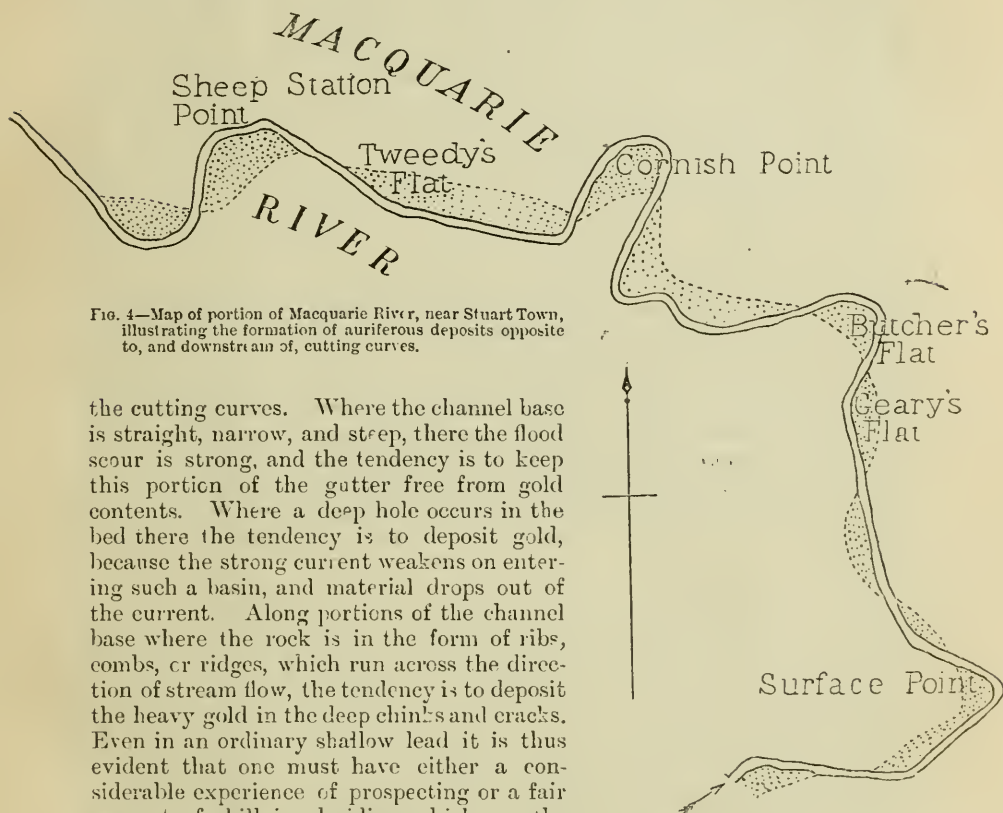 MACQUARIE
RIVER
Sheep Station
Point
Tweedy's
Flat
Cornish Point
Butcher's
Flat
Geary's
Flat
Surface Point
FIG. 4—Map of portion of Macquarie River, near Stuart Town,
illustrating the formation of auriferous deposits opposite
to, and downstream of, cutting curves.
the cutting curves. Where the channel base
is straight, narrow, and steep, there the flood
scour is strong, and the tendency is to keep
this portion of the gutter free from gold
contents. Where a deep hole occurs in the
bed there the tendency is to deposit gold,
because the strong current weakens on enter-
ing such a basin, and material drops out of
the current. Along portions of the channel
base where the rock is in the form of ribs,
combs, or ridges, which run across the direc-
tion of stream flow, the tendency is to deposit
the heavy gold in the deep chinks and cracks.
Even in an ordinary shallow lead it is thus
evident that one must have either a con-
siderable experience of prospecting or a fair